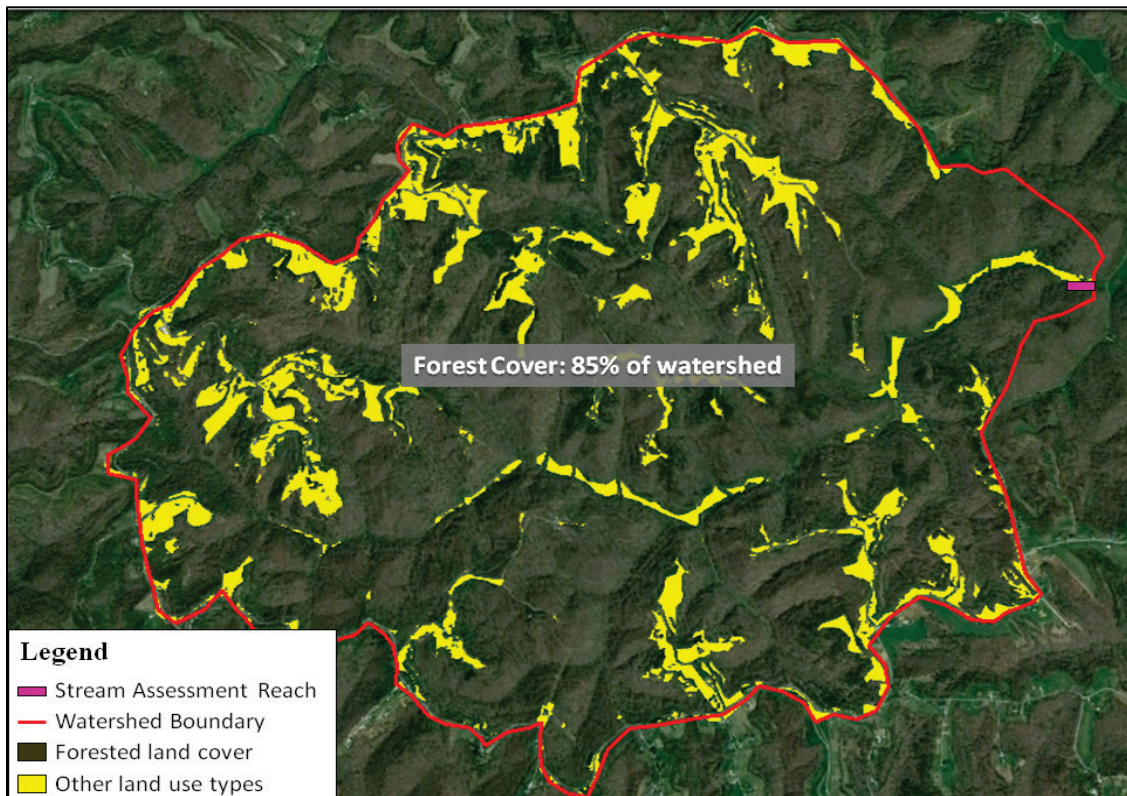 Forest Cover: 85% of watershed
Legend
Stream Assessment Reach
Watershed Boundary
Forested land cover
Other land use types